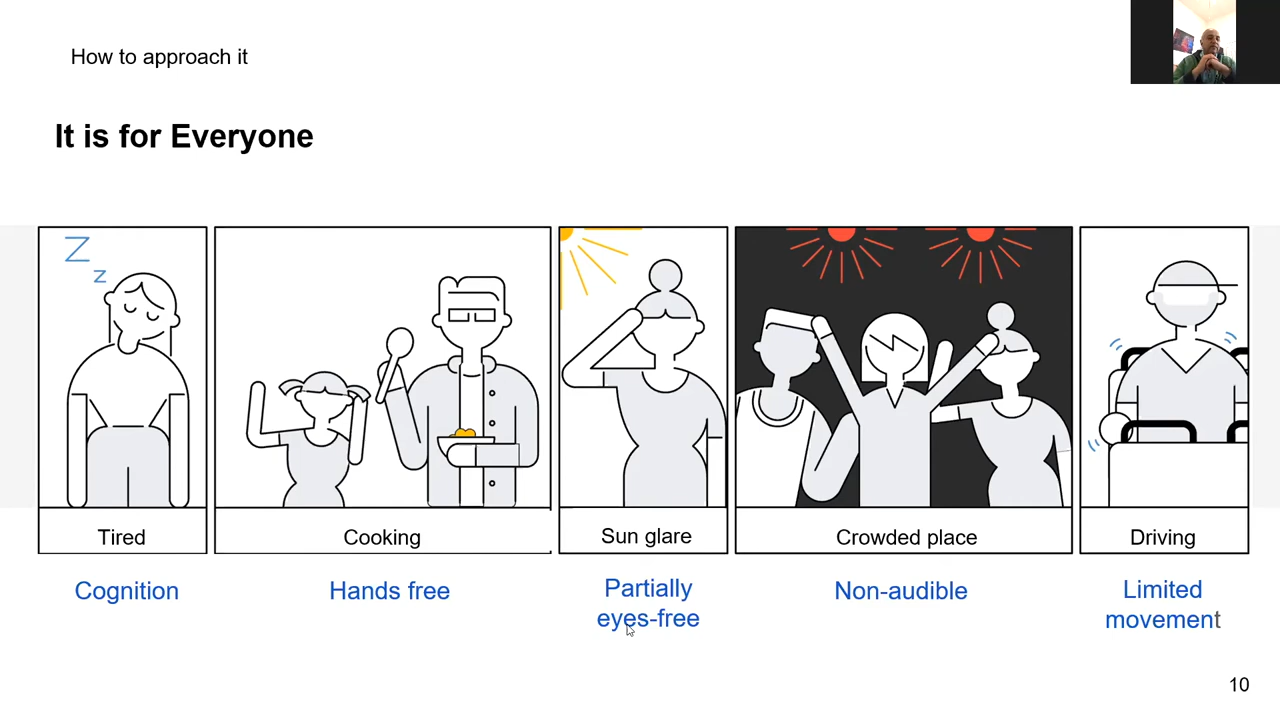 How to approach it
It is for Everyone
Z
z
Tired
Cooking
Sun glare
Crowded place
Driving
Cognition
Hands free
Partially
eyes-free
Non-audible
Limited
movement
10